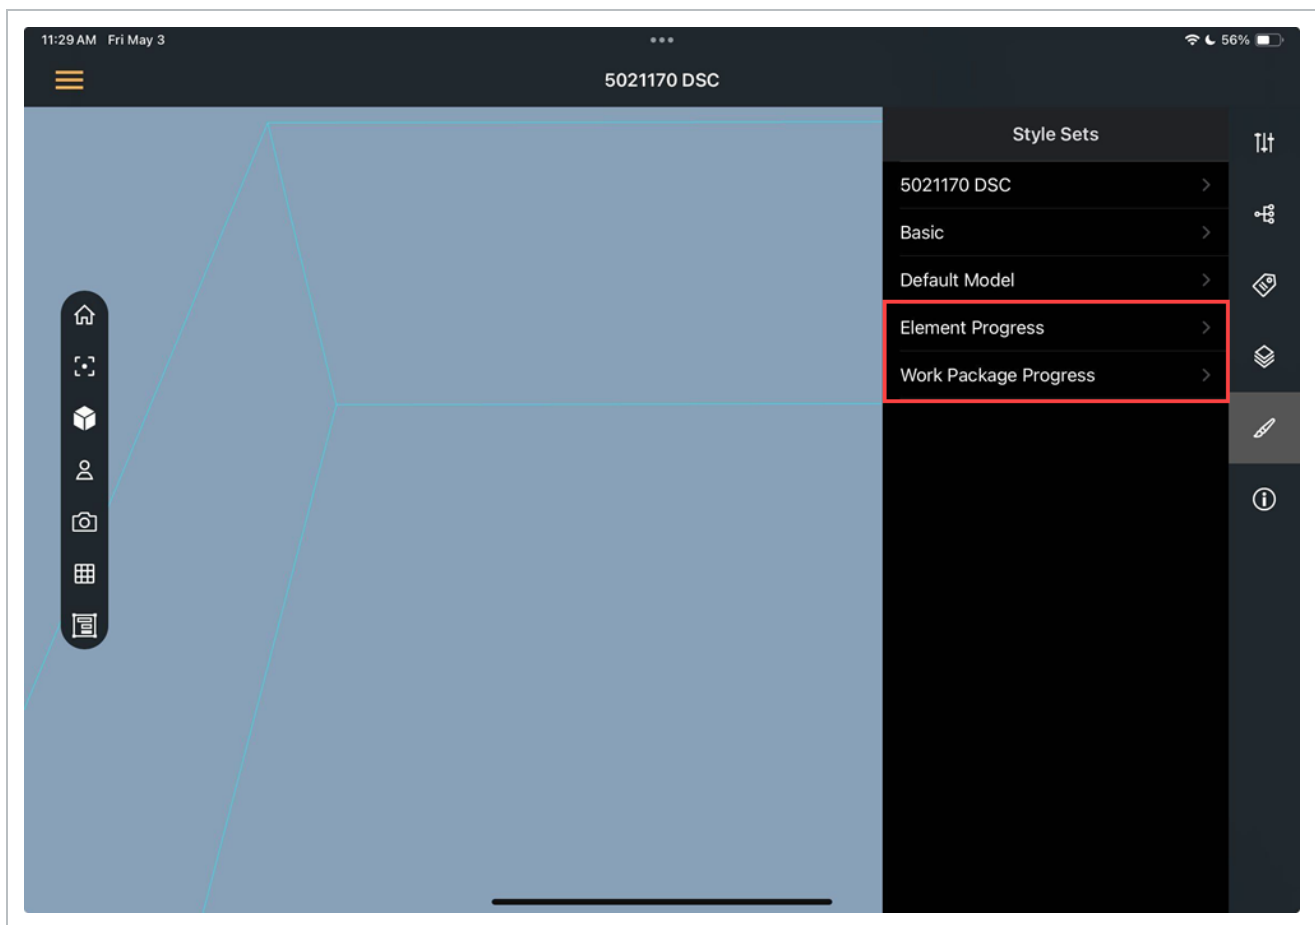 11:29 AM Fri May 3
56%
5021170 DSC
Style Sets
5021170 DSC
Basic
Default Model
Element Progress
Work Package Progress